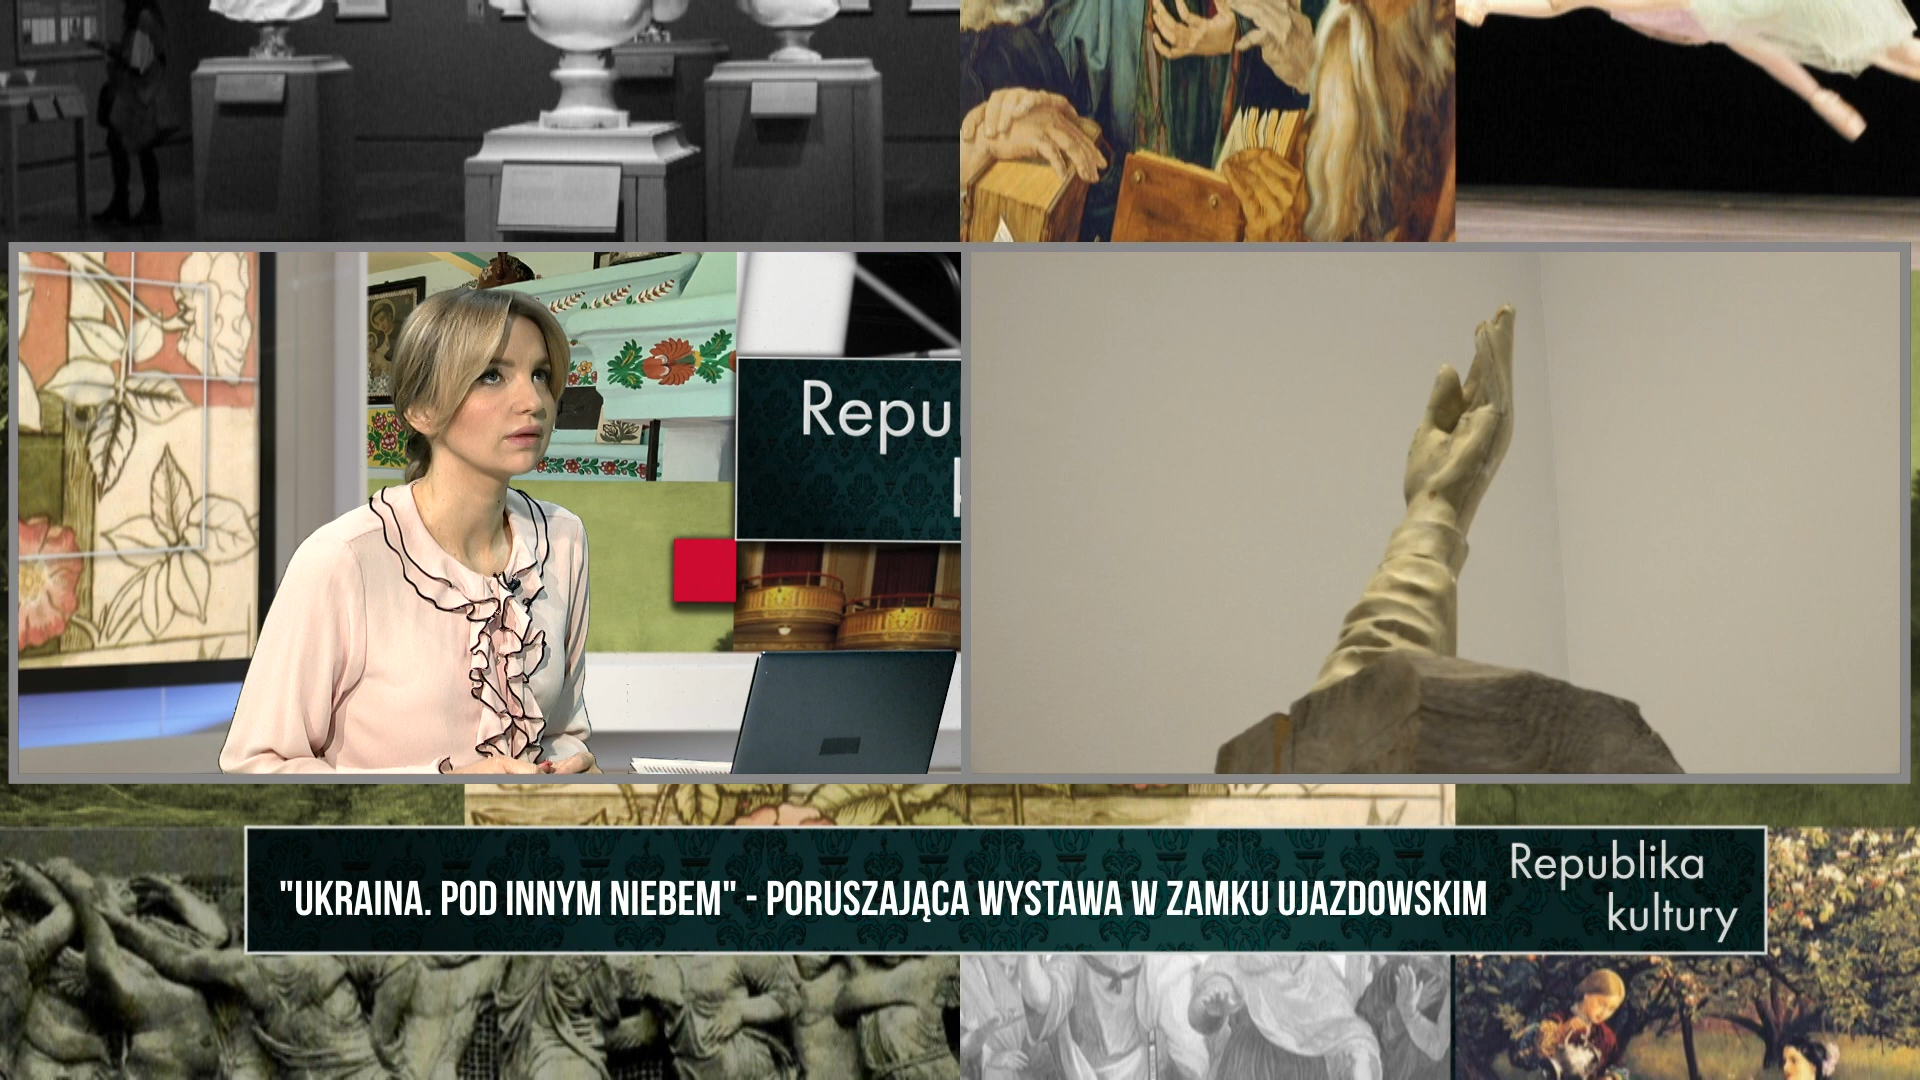 Repu
"UKRAINA. POD INNYM NIEBEM" - PORUSZAJĄCA WYSTAWA W ZAMKU UJAZDOWSKIM
Republika
kultury